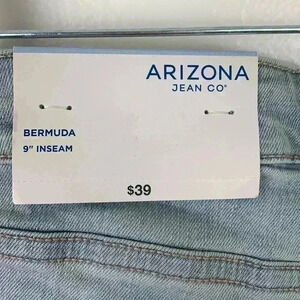 ARIZONA
JEAN CO®
BERMUDA
9" INSEAM
$39